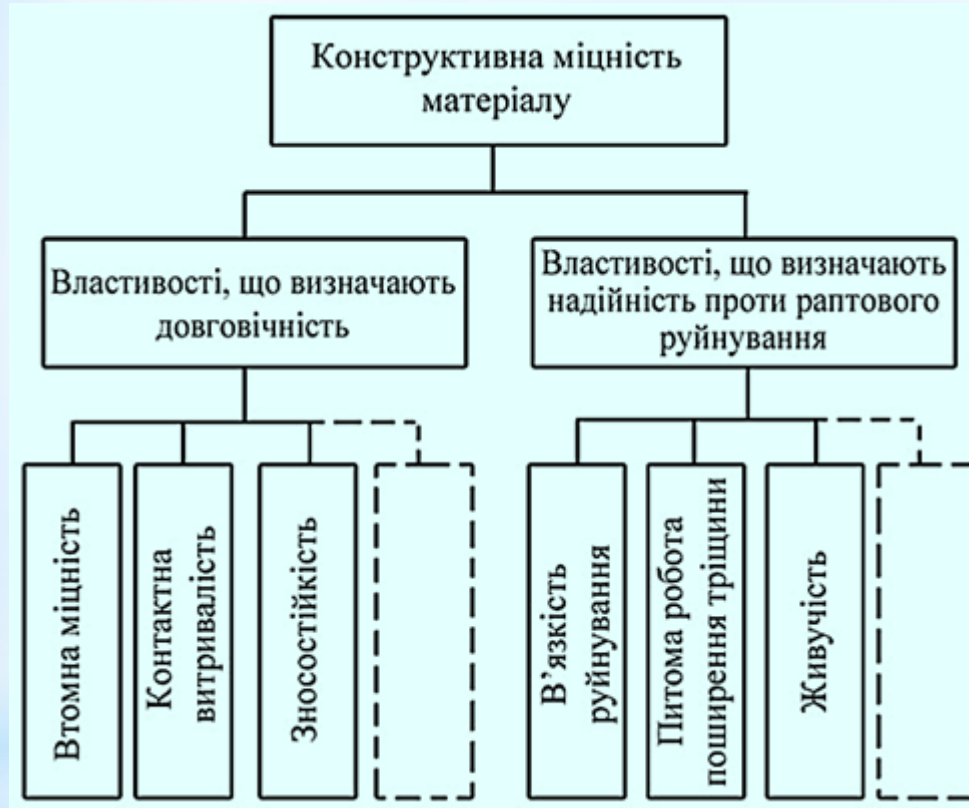 Конструктивна міцність
матеріалу
Властивості, що визначають
довговічність
Властивості, що визначають
надійність проти раптового
руйнування
Втомна міцність
Контактна
витривалість
Зносостійкість
В’язкість
руйнування
Питома робота
поширення тріщини
Живучість